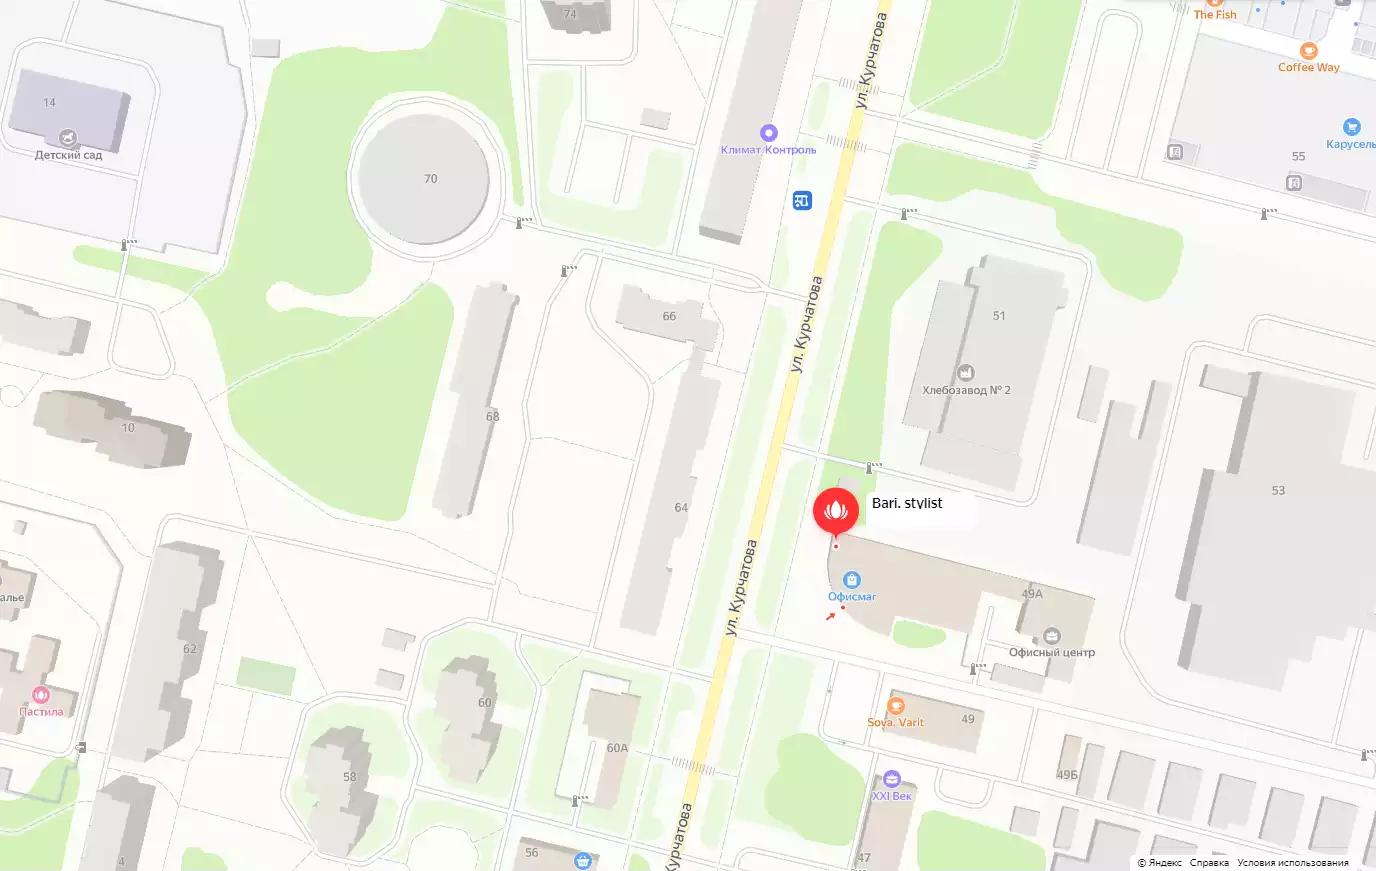 74
The Fish
Coffee Way
ул. Курчатова
14
Детский сад
Климат Контроль
Карусель
55
70
66
51
ул. Курчатова
Хлебозавод № 2
68
10
53
64
Bari. stylist
ул. Курчатова
Офисмаг
49А
алье
62
Офисный центр
Пастила
60
Sova. Varit
49
60А
58
49Б
XXI Век
4
56
47
Курчатова
© Яндекс Справка Условия использования